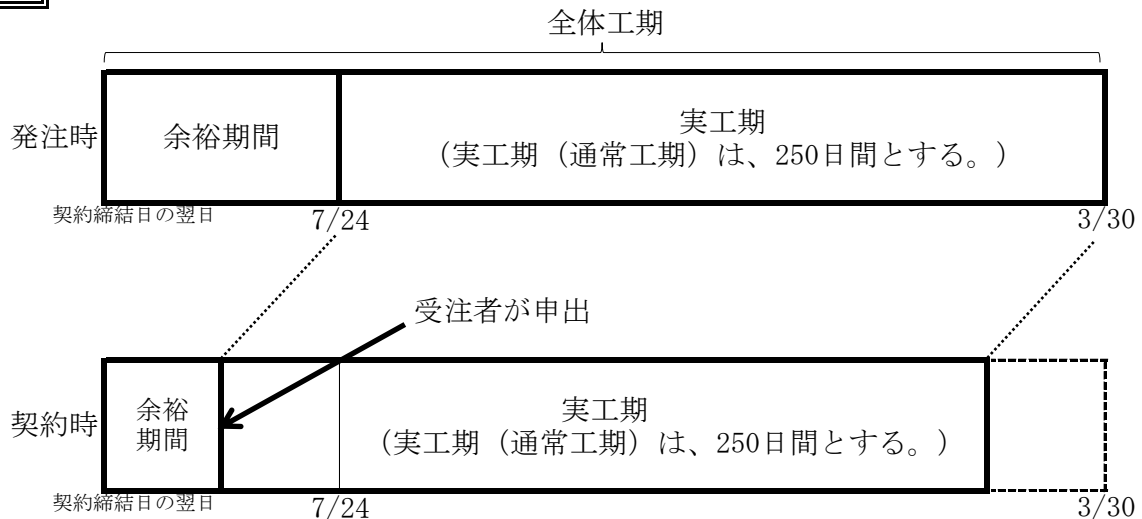 全体工期
発注時
余裕期間
実工期
（実工期（通常工期）は、250日間とする。）
契約締結日の翌日
7/24
3/30
受注者が申出
契約時
余裕
期間
実工期
（実工期（通常工期）は、250日間とする。）
契約締結日の翌日
7/24
3/30